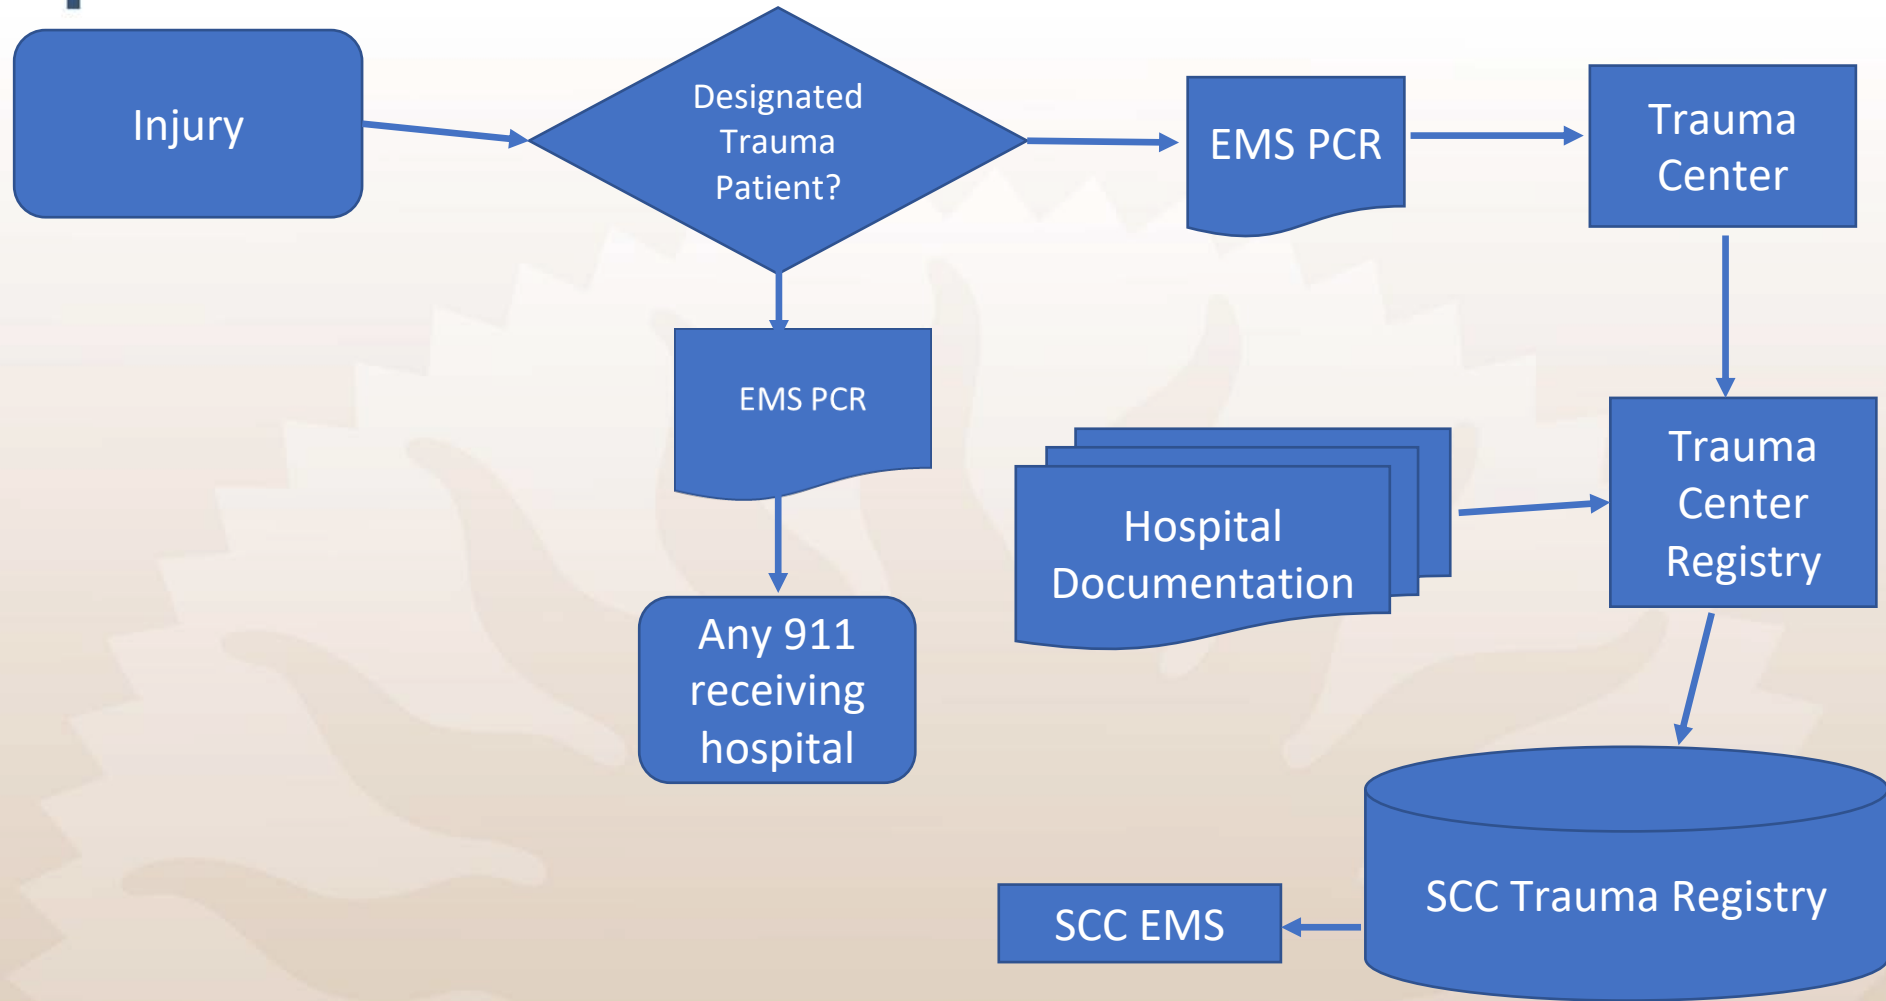 Injury
Designated
Trauma
Patient?
EMS PCR
Trauma
Center
EMS PCR
Trauma
Center
Registry
Hospital
Documentation
Any 911
receiving
hospital
SCC Trauma Registry
SCC EMS